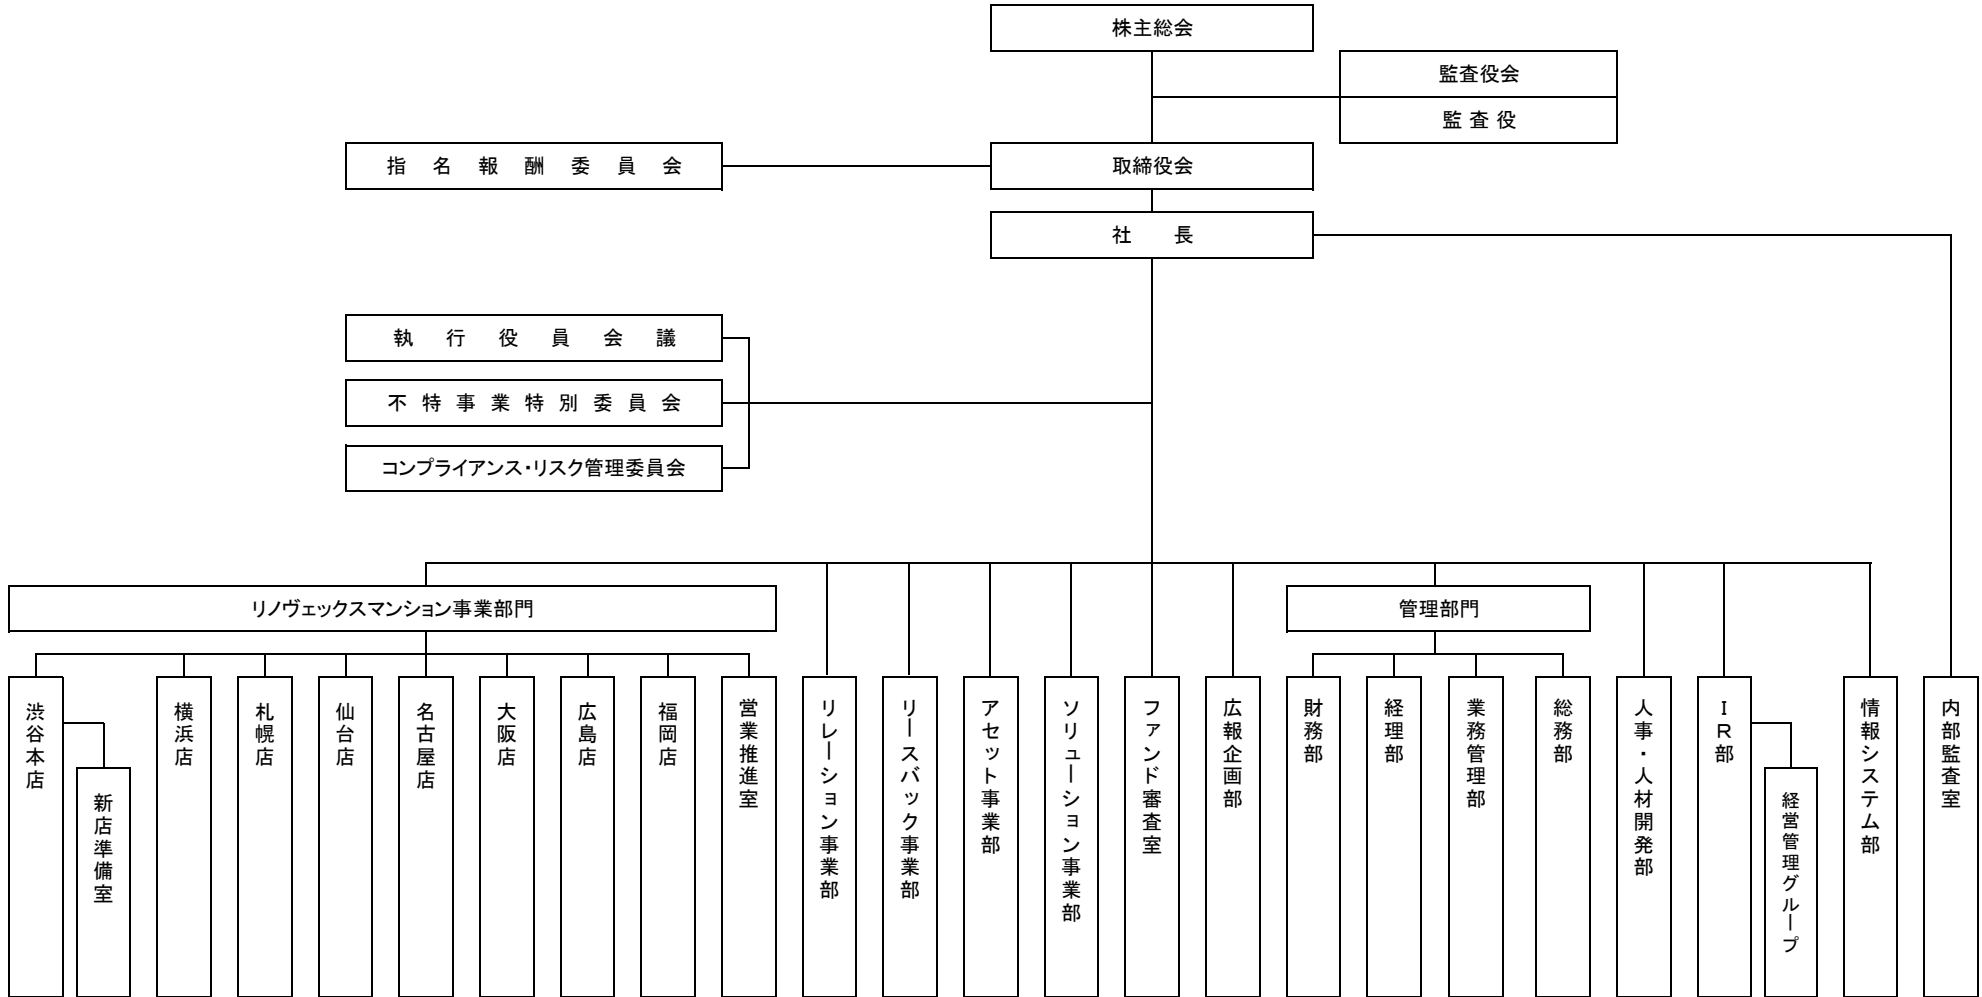 株主総会
監査役会
監 査 役
指 名 報 酬 委 員 会
取締役会
社 長
執 行 役 員 会 議
不 特 事 業 特 別 委 員 会
コンプライアンス・リスク管理委員会
リノヴェックスマンション事業部門
管理部門
渋谷本店
新店準備室
横浜店
札幌店
仙台店
名古屋店
大阪店
広島店
福岡店
営業推進室
リレーション事業部
リースバック事業部
アセット事業部
ソリューション事業部
ファンド審査室
広報企画部
財務部
経理部
業務管理部
総務部
人事・人材開発部
ＩＲ部
経営管理グループ
情報システム部
内部監査室